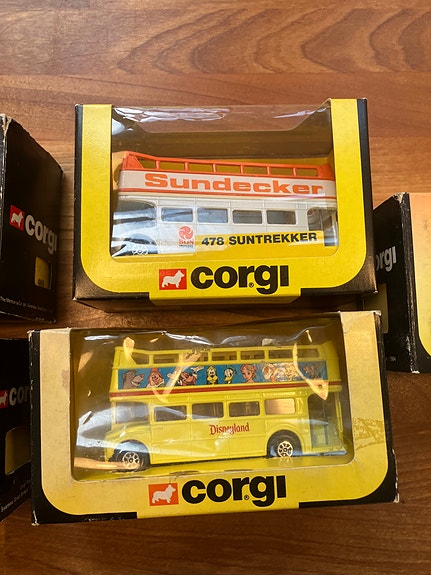 Sundecker
478 SUNTREKKER
corgi
corgi
corgi
Disneyland
corgi